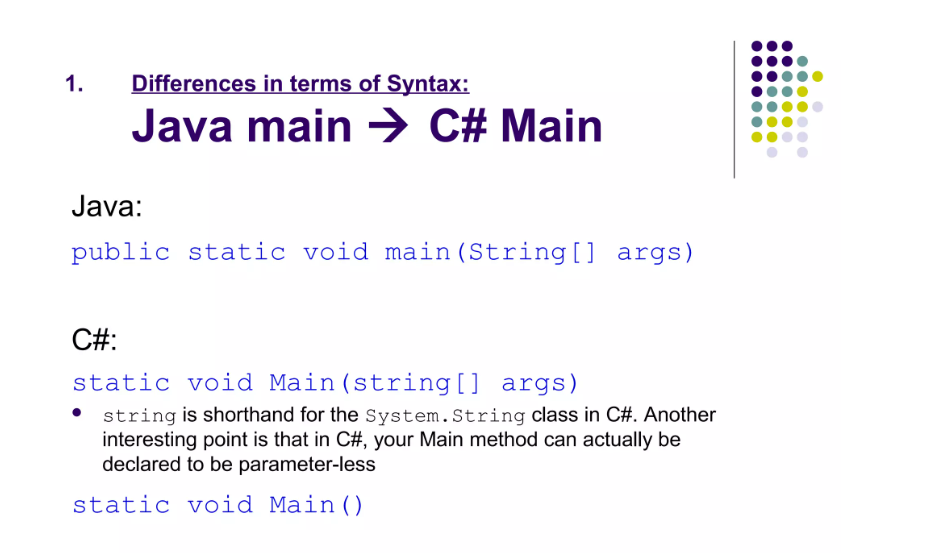 1. Differences in terms of Syntax:
Java main → C# Main
Java:
public static void main(String[] args)
C#:
static void Main(string[] args)
• string is shorthand for the System.String class in C#. Another
interesting point is that in C#, your Main method can actually be
declared to be parameter-less
static void Main()